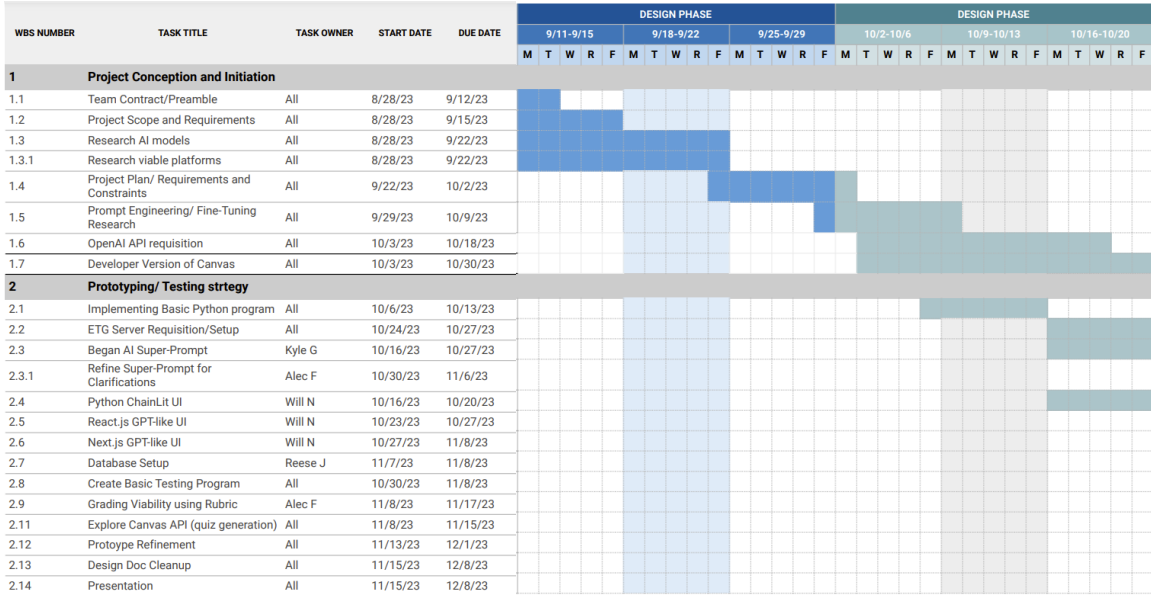 DESIGN PHASE DESIGN PHASE
WBS NUMBER TASK TITLE TASK OWNER START DATE DUE DATE 9/11-9/15 9/18-9/22 9/25-9/29 10/2-10/6 10/9-10/13 10/16-10/20
M T W R F M T W R F M T W R F M T W R F M T W R F M T W R F
1 Project Conception and Initiation
1.1 Team Contract/Preamble All 8/28/23 9/12/23
1.2 Project Scope and Requirements All 8/28/23 9/15/23
1.3 Research AI models All 8/28/23 9/22/23
1.3.1 Research viable platforms All 8/28/23 9/22/23
1.4 Project Plan/ Requirements and
Constraints All 9/22/23 10/2/23
1.5 Prompt Engineering/ Fine-Tuning
Research All 9/29/23 10/9/23
1.6 OpenAI API requisition All 10/3/23 10/18/23
1.7 Developer Version of Canvas All 10/3/23 10/30/23
2 Prototyping/ Testing strtegy
2.1 Implementing Basic Python program All 10/6/23 10/13/23
2.2 ETG Server Requisition/Setup All 10/24/23 10/27/23
2.3 Began AI Super-Prompt Kyle G 10/16/23 10/27/23
2.3.1 Refine Super-Prompt for
Clarifications Alec F 10/30/23 11/6/23
2.4 Python ChainLit UI Will N 10/16/23 10/20/23
2.5 React.js GPT-like UI Will N 10/23/23 10/27/23
2.6 Next.js GPT-like UI Will N 10/27/23 11/8/23
2.7 Database Setup Reese J 11/7/23 11/8/23
2.8 Create Basic Testing Program All 10/30/23 11/8/23
2.9 Grading Viability using Rubric Alec F 11/8/23 11/17/23
2.11 Explore Canvas API (quiz generation) All 11/8/23 11/15/23
2.12 Protoype Refinement All 11/13/23 12/1/23
2.13 Design Doc Cleanup All 11/15/23 12/8/23
2.14 Presentation All 11/15/23 12/8/23